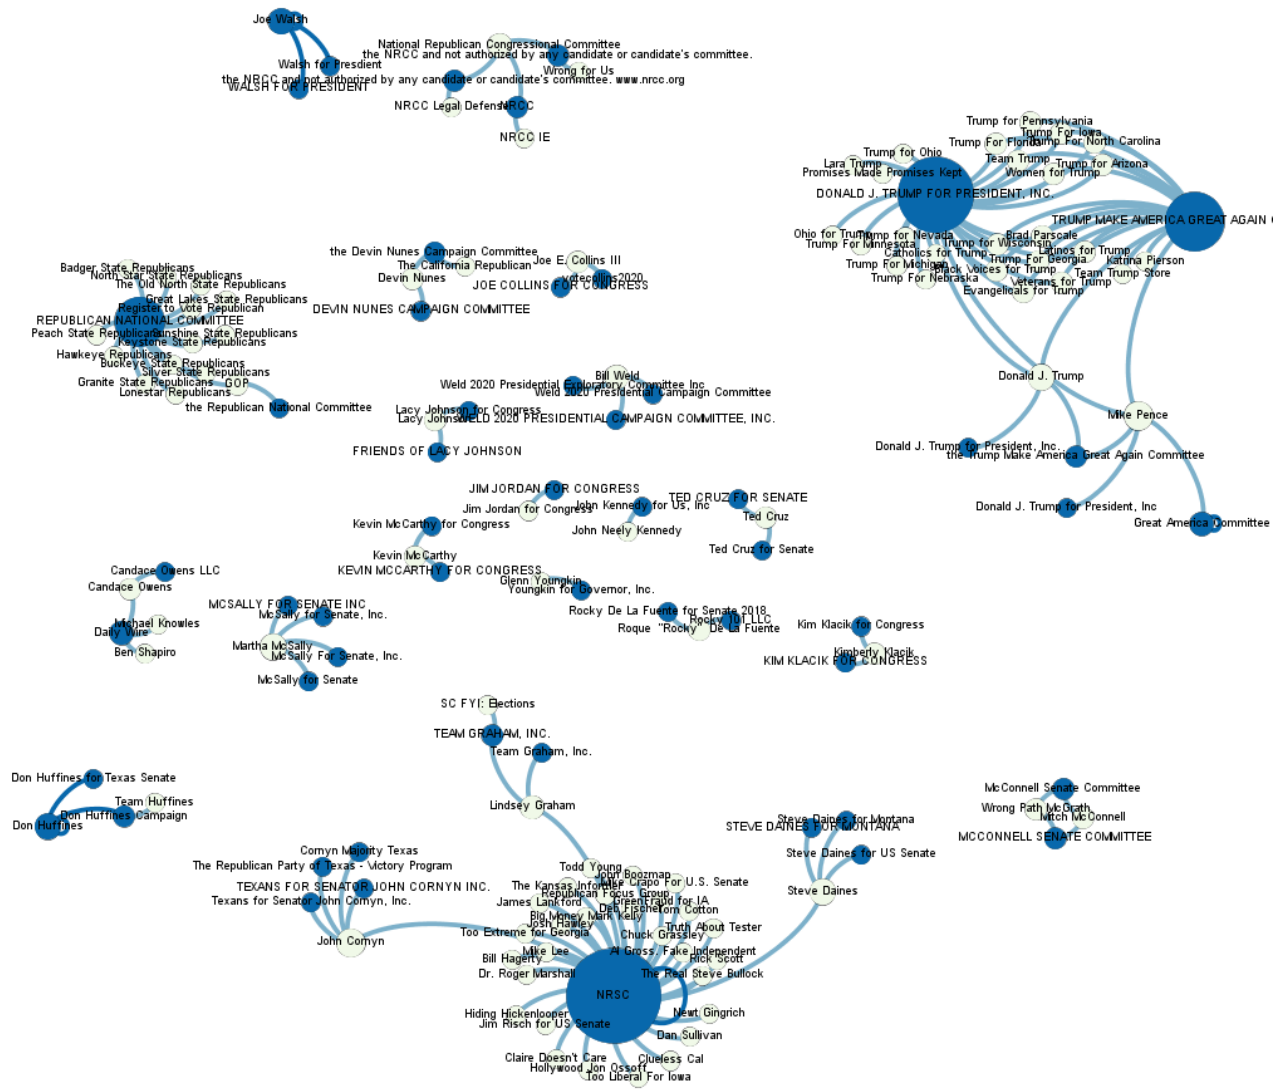 Joe Walsh
Walsh for Presdient
WALSH FOR PRESIDENT
National Republican Congressional Committee
the NRCC and not authorized by any candidate or candidate's committee.
Wrong for Us
the NRCC and not authorized by any candidate or candidate's committee. www.nrcc.org
NRCC Legal Defense
NRCC
NRCC IE
Trump for Pennsylvania
Trump For Iowa
Trump For Florida
Trump For North Carolina
Trump for Ohio
Team Trump
Trump for Arizona
Lara Trump
Promises Made Promises Kept
Women for Trump
DONALD J. TRUMP FOR PRESIDENT, INC.
TRUMP MAKE AMERICA GREAT AGAIN
Ohio for Trump
Trump for Nevada
Brad Parscale
Trump For Minnesota
Trump for Wisconsin
Catholics for Trump
Latinos for Trump
Trump For Georgia
Katrina Pierson
Trump For Michigan
Black Voices for Trump
Team Trump Store
Trump For Nebraska
Veterans for Trump
Evangelicals for Trump
Donald J. Trump
Mike Pence
Donald J. Trump for President, Inc.
the Trump Make America Great Again Committee
Donald J. Trump for President, Inc
Great America Committee
Badger State Republicans
North Star State Republicans
The Old North State Republicans
Great Lakes State Republicans
Register to Vote Republican
REPUBLICAN NATIONAL COMMITTEE
Peach State Republicans
Sunshine State Republicans
Keystone State Republicans
Hawkeye Republicans
Buckeye State Republicans
Silver State Republicans
Granite State Republicans
GOP
Lonestar Republicans
the Republican National Committee
the Devin Nunes Campaign Committee
The California Republican
Devin Nunes
DEVIN NUNES CAMPAIGN COMMITTEE
Joe E. Collins III
votecollins2020
JOE COLLINS FOR CONGRESS
Bill Weld
Weld 2020 Presidential Exploratory Committee Inc
Weld 2020 Presidential Campaign Committee
WELD 2020 PRESIDENTIAL CAMPAIGN COMMITTEE, INC.
Lacy Johnson for Congress
Lacy Johnson
FRIENDS OF LACY JOHNSON
JIM JORDAN FOR CONGRESS
Jim Jordan for Congress
John Kennedy for Us, Inc
John Neely Kennedy
TED CRUZ FOR SENATE
Ted Cruz
Ted Cruz for Senate
Kevin McCarthy for Congress
Kevin McCarthy
KEVIN MCCARTHY FOR CONGRESS
Glenn Youngkin
Youngkin for Governor, Inc.
Candace Owens LLC
Candace Owens
Michael Knowles
Daily Wire
Ben Shapiro
MCSALLY FOR SENATE INC
McSally for Senate, Inc.
Martha McSally
McSally For Senate, Inc.
McSally for Senate
Rocky De La Fuente for Senate 2018
Rocky 101 LLC
Roque "Rocky" De La Fuente
Kim Klacik for Congress
Kimberly Klacik
KIM KLACIK FOR CONGRESS
SC FYI: Elections
TEAM GRAHAM, INC.
Team Graham, Inc.
Lindsey Graham
Don Huffines for Texas Senate
Team Huffines
Don Huffines Campaign
Don Huffines
McConnell Senate Committee
Wrong Path McGrath
Mitch McConnell
MCCONNELL SENATE COMMITTEE
Steve Daines for Montana
STEVE DAINES FOR MONTANA
Steve Daines for US Senate
Steve Daines
Cornyn Majority Texas
The Republican Party of Texas - Victory Program
TEXANS FOR SENATOR JOHN CORNYN INC.
Texans for Senator John Cornyn, Inc.
John Cornyn
Todd Young
John Boozman
Mike Crapo For U.S. Senate
The Kansas Informer
Republican Focus Group
James Lankford
GreenFraud for IA
Deb Fischer
Tom Cotton
Big Money Mark Kelly
Josh Hawley
Truth About Tester
Too Extreme for Georgia
Chuck Grassley
Mike Lee
Al Gross. Fake Independent
Bill Hagerty
Rick Scott
Dr. Roger Marshall
The Real Steve Bullock
NRSC
Hiding Hickenlooper
Newt Gingrich
Jim Risch for US Senate
Dan Sullivan
Claire Doesn't Care
Clueless Cal
Hollywood Jon Ossoff
Too Liberal For Iowa